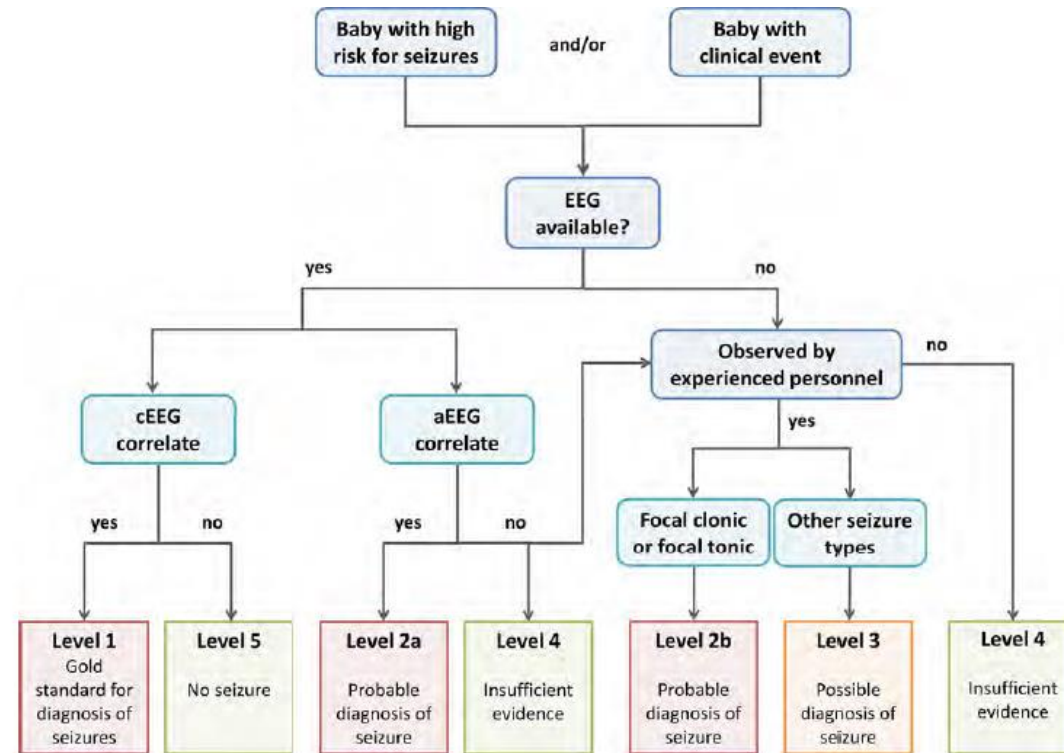 Baby with high
risk for seizures
and/or
Baby with
clinical event
EEG
available?
yes
no
Observed by
experienced personnel
no
cEEG
correlate
aEEG
correlate
yes
yes
no
yes
no
Focal clonic
or focal tonic
Other seizure
types
Level 1
Gold
standard for
diagnosis of
seizures
Level 5
No seizure
Level 2a
Probable
diagnosis of
seizure
Level 4
Insufficient
evidence
Level 2b
Probable
diagnosis of
seizure
Level 3
Possible
diagnosis of
seizure
Level 4
Insufficient
evidence